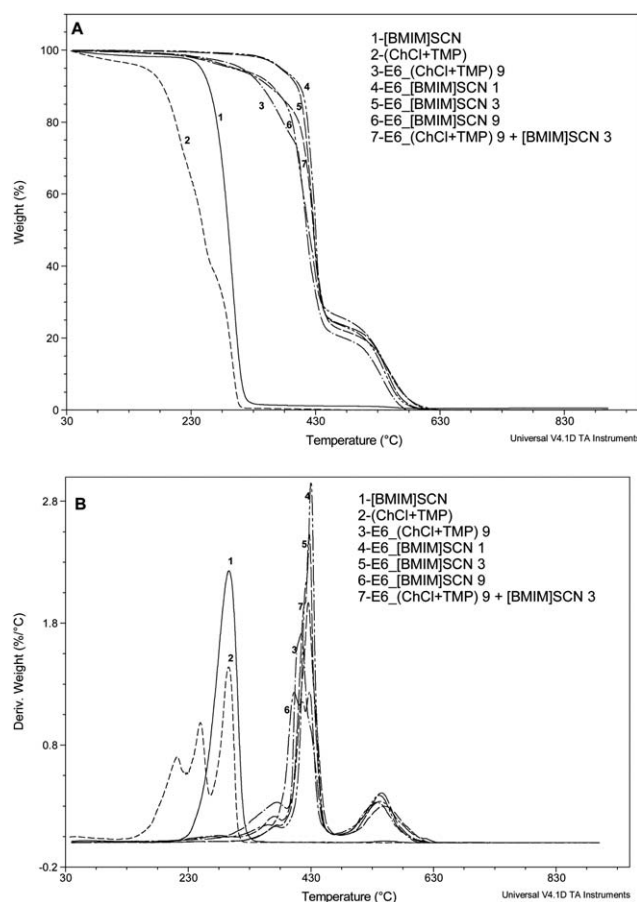 A
1-[BMIM]SCN
2-(ChCl+TMP)
3-E6_(ChCl+TMP) 9
4-E6_[BMIM]SCN 1
5-E6_[BMIM]SCN 3
6-E6_[BMIM]SCN 9
7-E6_(ChCl+TMP) 9 + [BMIM]SCN 3
100
80
60
40
20
0
Weight (%)
1
2
3
4
5
6
7
30
230
430
630
830
Temperature (°C)
Universal V4.1D TA Instruments
B
1-[BMIM]SCN
2-(ChCl+TMP)
3-E6_(ChCl+TMP) 9
4-E6_[BMIM]SCN 1
5-E6_[BMIM]SCN 3
6-E6_[BMIM]SCN 9
7-E6_(ChCl+TMP) 9 + [BMIM]SCN 3
2.8
1.8
0.8
-0.2
Deriv. Weight (%/°C)
4
5
1
7
3
2
6
30
230
430
630
830
Temperature (°C)
Universal V4.1D TA Instruments